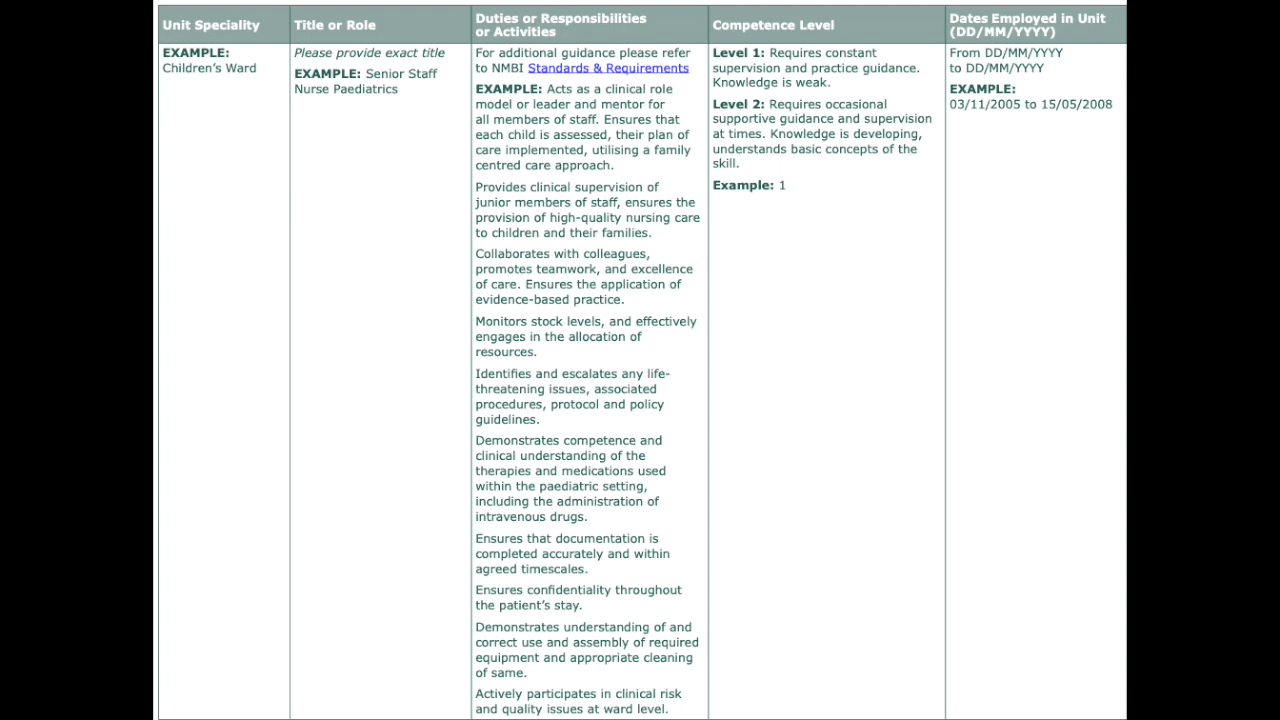 Unit Speciality
Title or Role
Duties or Responsibilities
or Activities
Competence Level
Dates Employed in Unit
(DD/MM/YYYY)
EXAMPLE:
Children’s Ward
Please provide exact title
EXAMPLE: Senior Staff
Nurse Paediatrics
For additional guidance please refer
to NMBI Standards & Requirements
EXAMPLE: Acts as a clinical role
model or leader and mentor for
all members of staff. Ensures that
each child is assessed, their plan of
care implemented, utilising a family
centred care approach.
Provides clinical supervision of
junior members of staff, ensures the
provision of high-quality nursing care
to children and their families.
Collaborates with colleagues,
promotes teamwork, and excellence
of care. Ensures the application of
evidence-based practice.
Monitors stock levels, and effectively
engages in the allocation of
resources.
Identifies and escalates any life-
threatening issues, associated
procedures, protocol and policy
guidelines.
Demonstrates competence and
clinical understanding of the
therapies and medications used
within the paediatric setting,
including the administration of
intravenous drugs.
Ensures that documentation is
completed accurately and within
agreed timescales.
Ensures confidentiality throughout
the patient’s stay.
Demonstrates understanding of and
correct use and assembly of required
equipment and appropriate cleaning
of same.
Actively participates in clinical risk
and quality issues at ward level.
Level 1: Requires constant
supervision and practice guidance.
Knowledge is weak.
Level 2: Requires occasional
supportive guidance and supervision
at times. Knowledge is developing,
understands basic concepts of the
skill.
Example: 1
From DD/MM/YYYY
to DD/MM/YYYY
EXAMPLE:
03/11/2005 to 15/05/2008